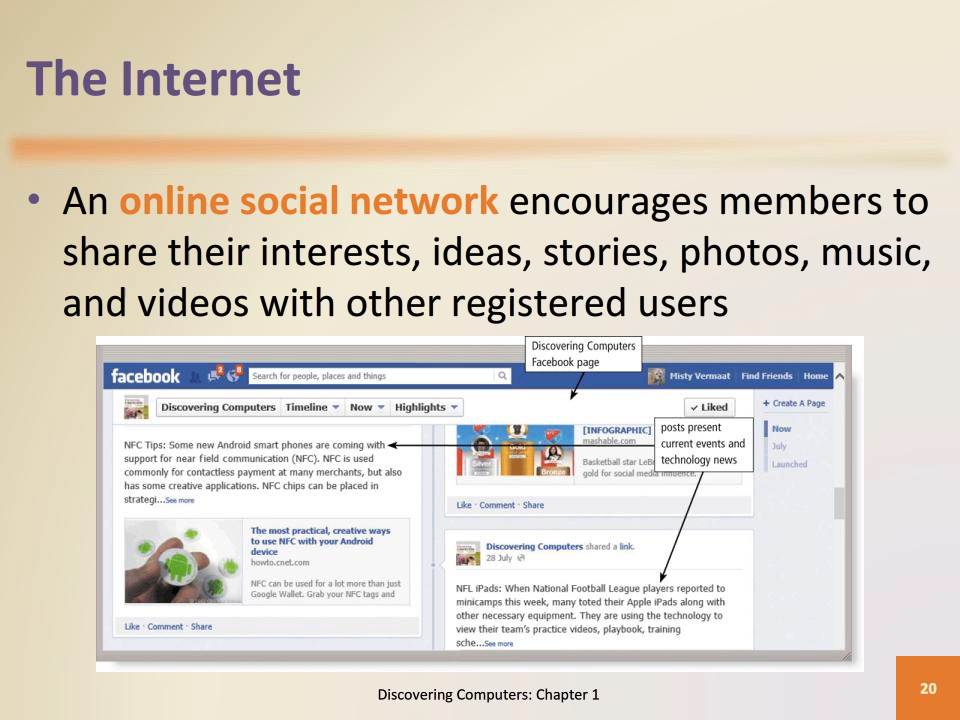 The Internet
• An online social network encourages members to
share their interests, ideas, stories, photos, music,
and videos with other registered users
Discovering Computers
Facebook page
facebook
2
8
Search for people, places and things
Misty Vermaat
Find Friends
Home
Discovering Computers
Timeline
Now
Highlights
✓ Liked
+ Create A Page
Now
July
Launched
posts present
current events and
technology news
NFC Tips: Some new Android smart phones are coming with
support for near field communication (NFC). NFC is used
commonly for contactless payment at many merchants, but also
has some creative applications. NFC chips can be placed in
strategi...See more
The most practical, creative ways
to use NFC with your Android
device
howto.cnet.com
NFC can be used for a lot more than just
Google Wallet. Grab your NFC tags and
Like · Comment · Share
Silver
Bronze
[INFOGRAPHIC]
mashable.com
Basketball star LeB
gold for social media influence.
Like · Comment · Share
Discovering Computers shared a link.
28 July
NFL iPads: When National Football League players reported to
minicamps this week, many toted their Apple iPads along with
other necessary equipment. They are using the technology to
view their team's practice videos, playbook, training
sche...See more
Discovering Computers: Chapter 1
20